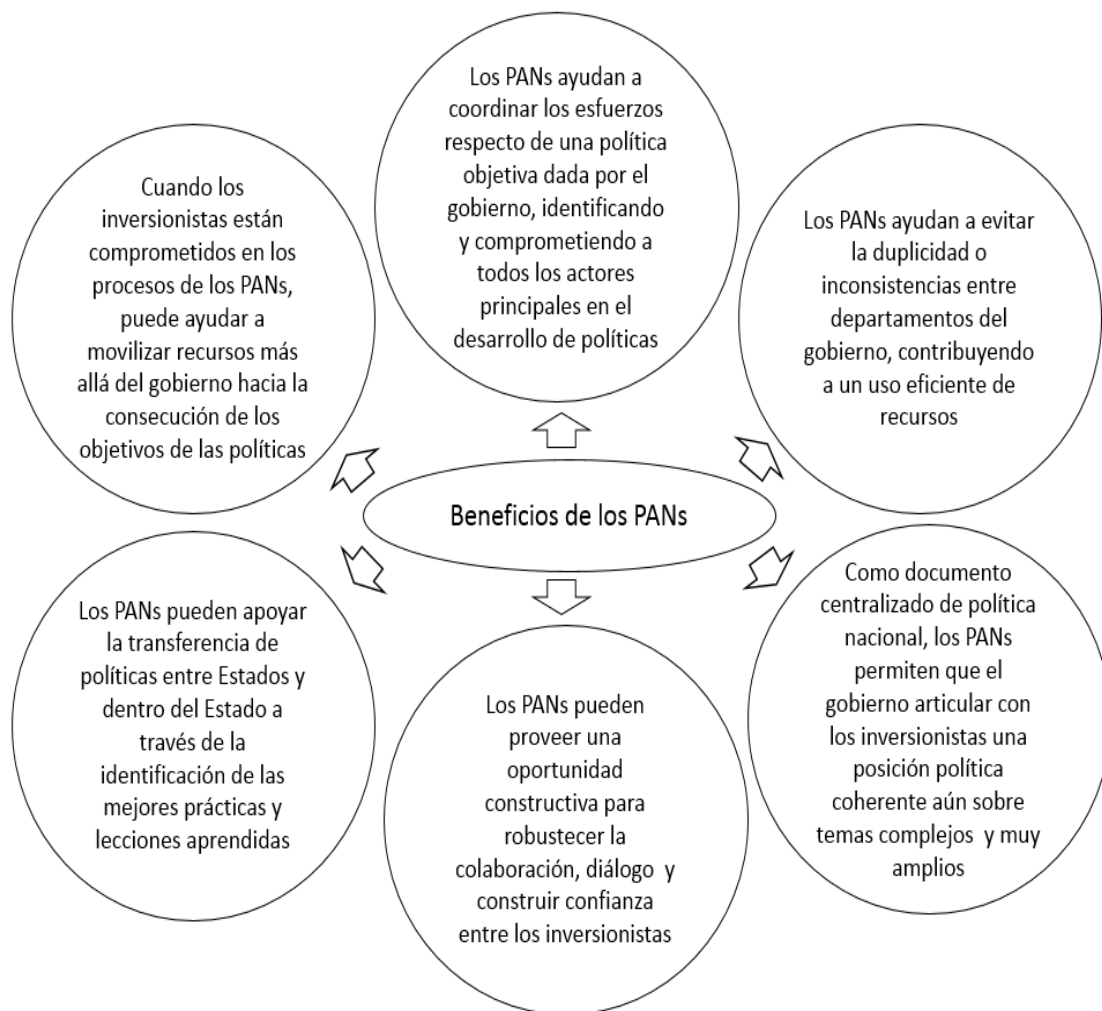 Los PANs ayudan a
coordinar los esfuerzos
respecto de una política
objetiva dada por el
gobierno, identificando
y comprometiendo a
todos los actores
principales en el
desarrollo de políticas
Cuando los
inversionistas están
comprometidos en los
procesos de los PANs,
puede ayudar a
movilizar recursos más
allá del gobierno hacia la
consecución de los
objetivos de las políticas
Los PANs ayudan a evitar
la duplicidad o
inconsistencias entre
departamentos del
gobierno, contribuyendo
a un uso eficiente de
recursos
Beneficios de los PANs
Los PANs pueden apoyar
la transferencia de
políticas entre Estados y
dentro del Estado a
través de la
identificación de las
mejores prácticas y
lecciones aprendidas
Los PANs pueden
proveer una
oportunidad
constructiva para
robustecer la
colaboración, diálogo y
construir confianza
entre los inversionistas
Como documento
centralizado de política
nacional, los PANs
permiten que el
gobierno articular con
los inversionistas una
posición política
coherente aún sobre
temas complejos y muy
amplios